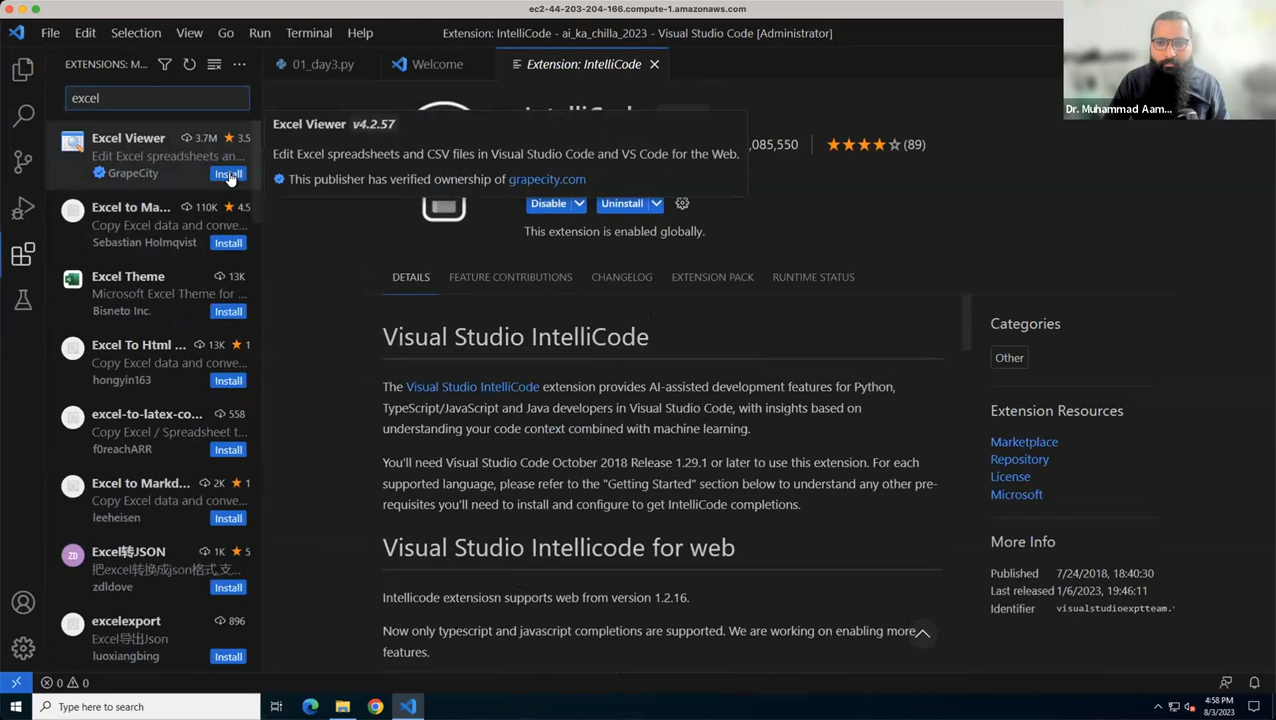 ec2-44-203-204-166.compute-1.amazonaws.com
File Edit Selection View Go Run Terminal Help
Extension: IntelliCode - ai_ka_chilla_2023 - Visual Studio Code [Administrator]
EXTENSIONS: M...
01_day3.py
Welcome
Extension: IntelliCode
Dr. Muhammad Aam...
excel
Excel Viewer 3.7M 3.5
Edit Excel spreadsheets an...
GrapeCity
Install
Excel to Ma... 110K 4.5
Copy Excel data and conve...
Sebastian Holmqvist
Install
Excel Theme 13K
Microsoft Excel Theme for ...
Bisneto Inc.
Install
Excel To Html ... 13K 1
Copy Excel data and conve...
hongyin163
Install
excel-to-latex-co... 558
Copy Excel / Spreadsheet t...
f0reachARR
Install
Excel to Markd... 2K 1
Copy Excel data and conve...
leeheisen
Install
ZD
Excel转JSON 1K 5
把excel转换成json格式,支...
zdldove
Install
excelexport 896
Excel导出Json
luoxiangbing
Install
Excel Viewer v4.2.57
Edit Excel spreadsheets and CSV files in Visual Studio Code and VS Code for the Web.
This publisher has verified ownership of grapecity.com
,085,550
(89)
Disable
Uninstall
This extension is enabled globally.
DETAILS FEATURE CONTRIBUTIONS CHANGELOG EXTENSION PACK RUNTIME STATUS
Visual Studio IntelliCode
The Visual Studio IntelliCode extension provides AI-assisted development features for Python,
TypeScript/JavaScript and Java developers in Visual Studio Code, with insights based on
understanding your code context combined with machine learning.
You'll need Visual Studio Code October 2018 Release 1.29.1 or later to use this extension. For each
supported language, please refer to the "Getting Started" section below to understand any other pre-
requisites you'll need to install and configure to get IntelliCode completions.
Visual Studio Intellicode for web
Intellicode extensiosn supports web from version 1.2.16.
Now only typescript and javascript completions are supported. We are working on enabling more
features.
Categories
Other
Extension Resources
Marketplace
Repository
License
Microsoft
More Info
Published 7/24/2018, 18:40:30
Last released 1/6/2023, 19:46:11
Identifier visualstudioexptteam.
0 0
Type here to search
4:58 PM
8/3/2023